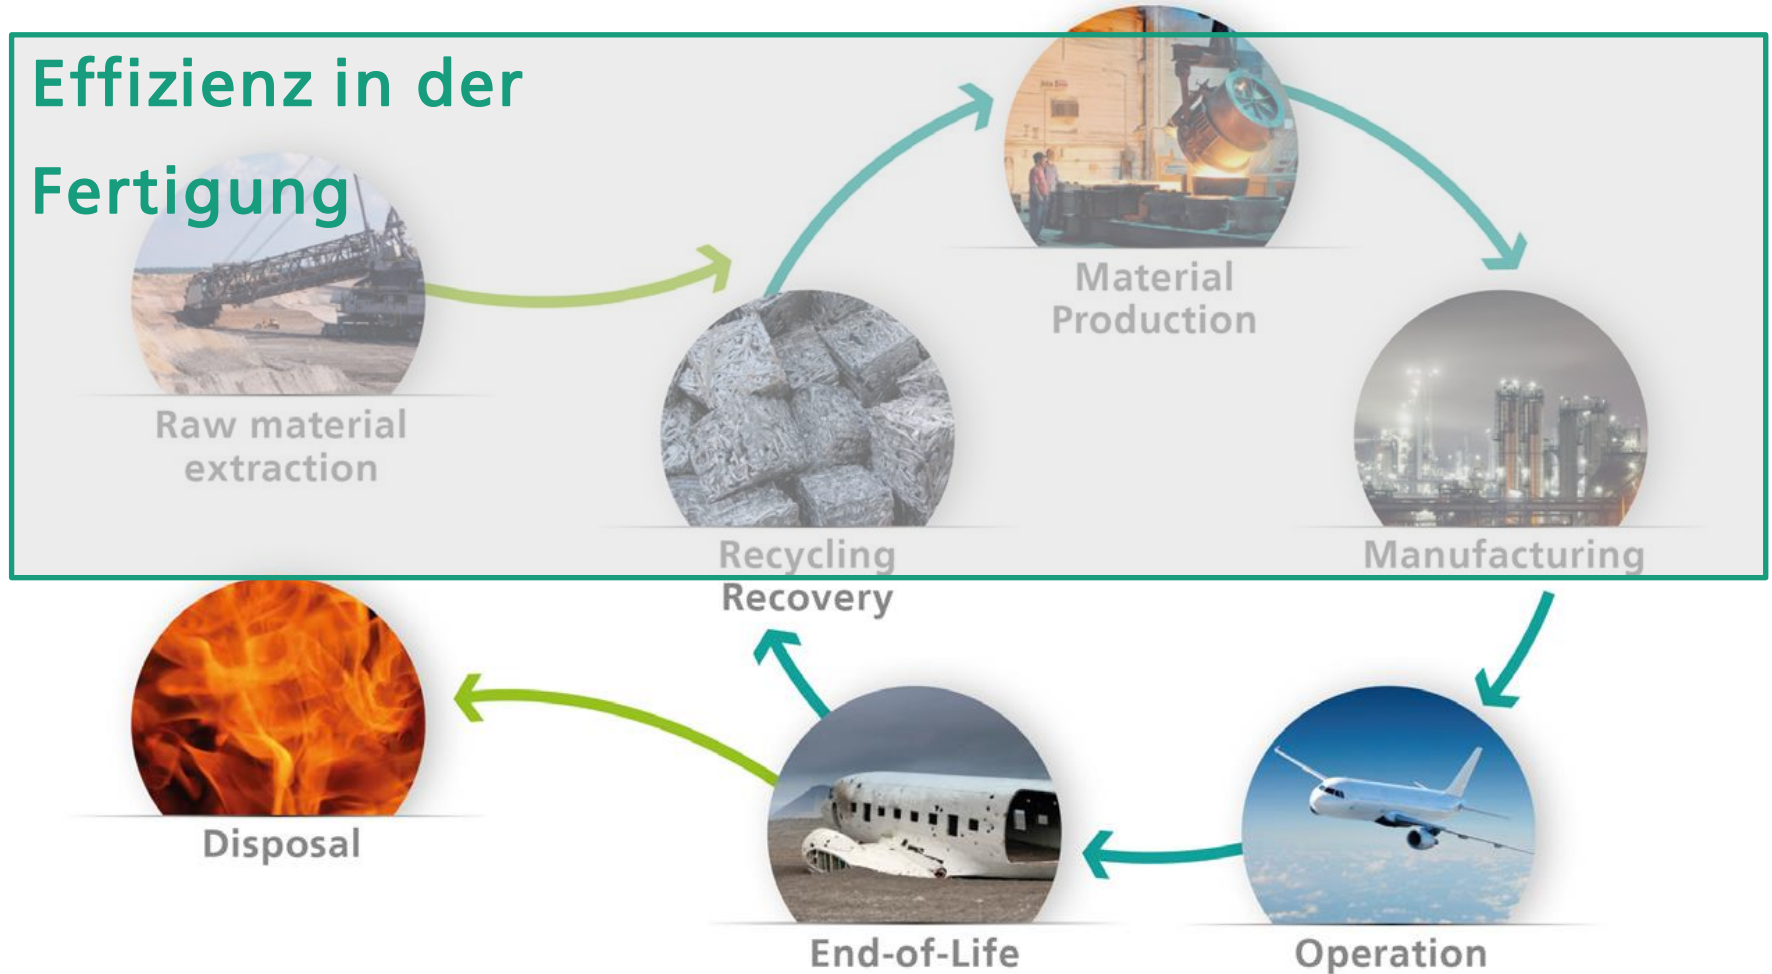 Effizienz in der
Fertigung
Raw material
extraction
Recycling
Recovery
Material
Production
Manufacturing
Disposal
End-of-Life
Operation